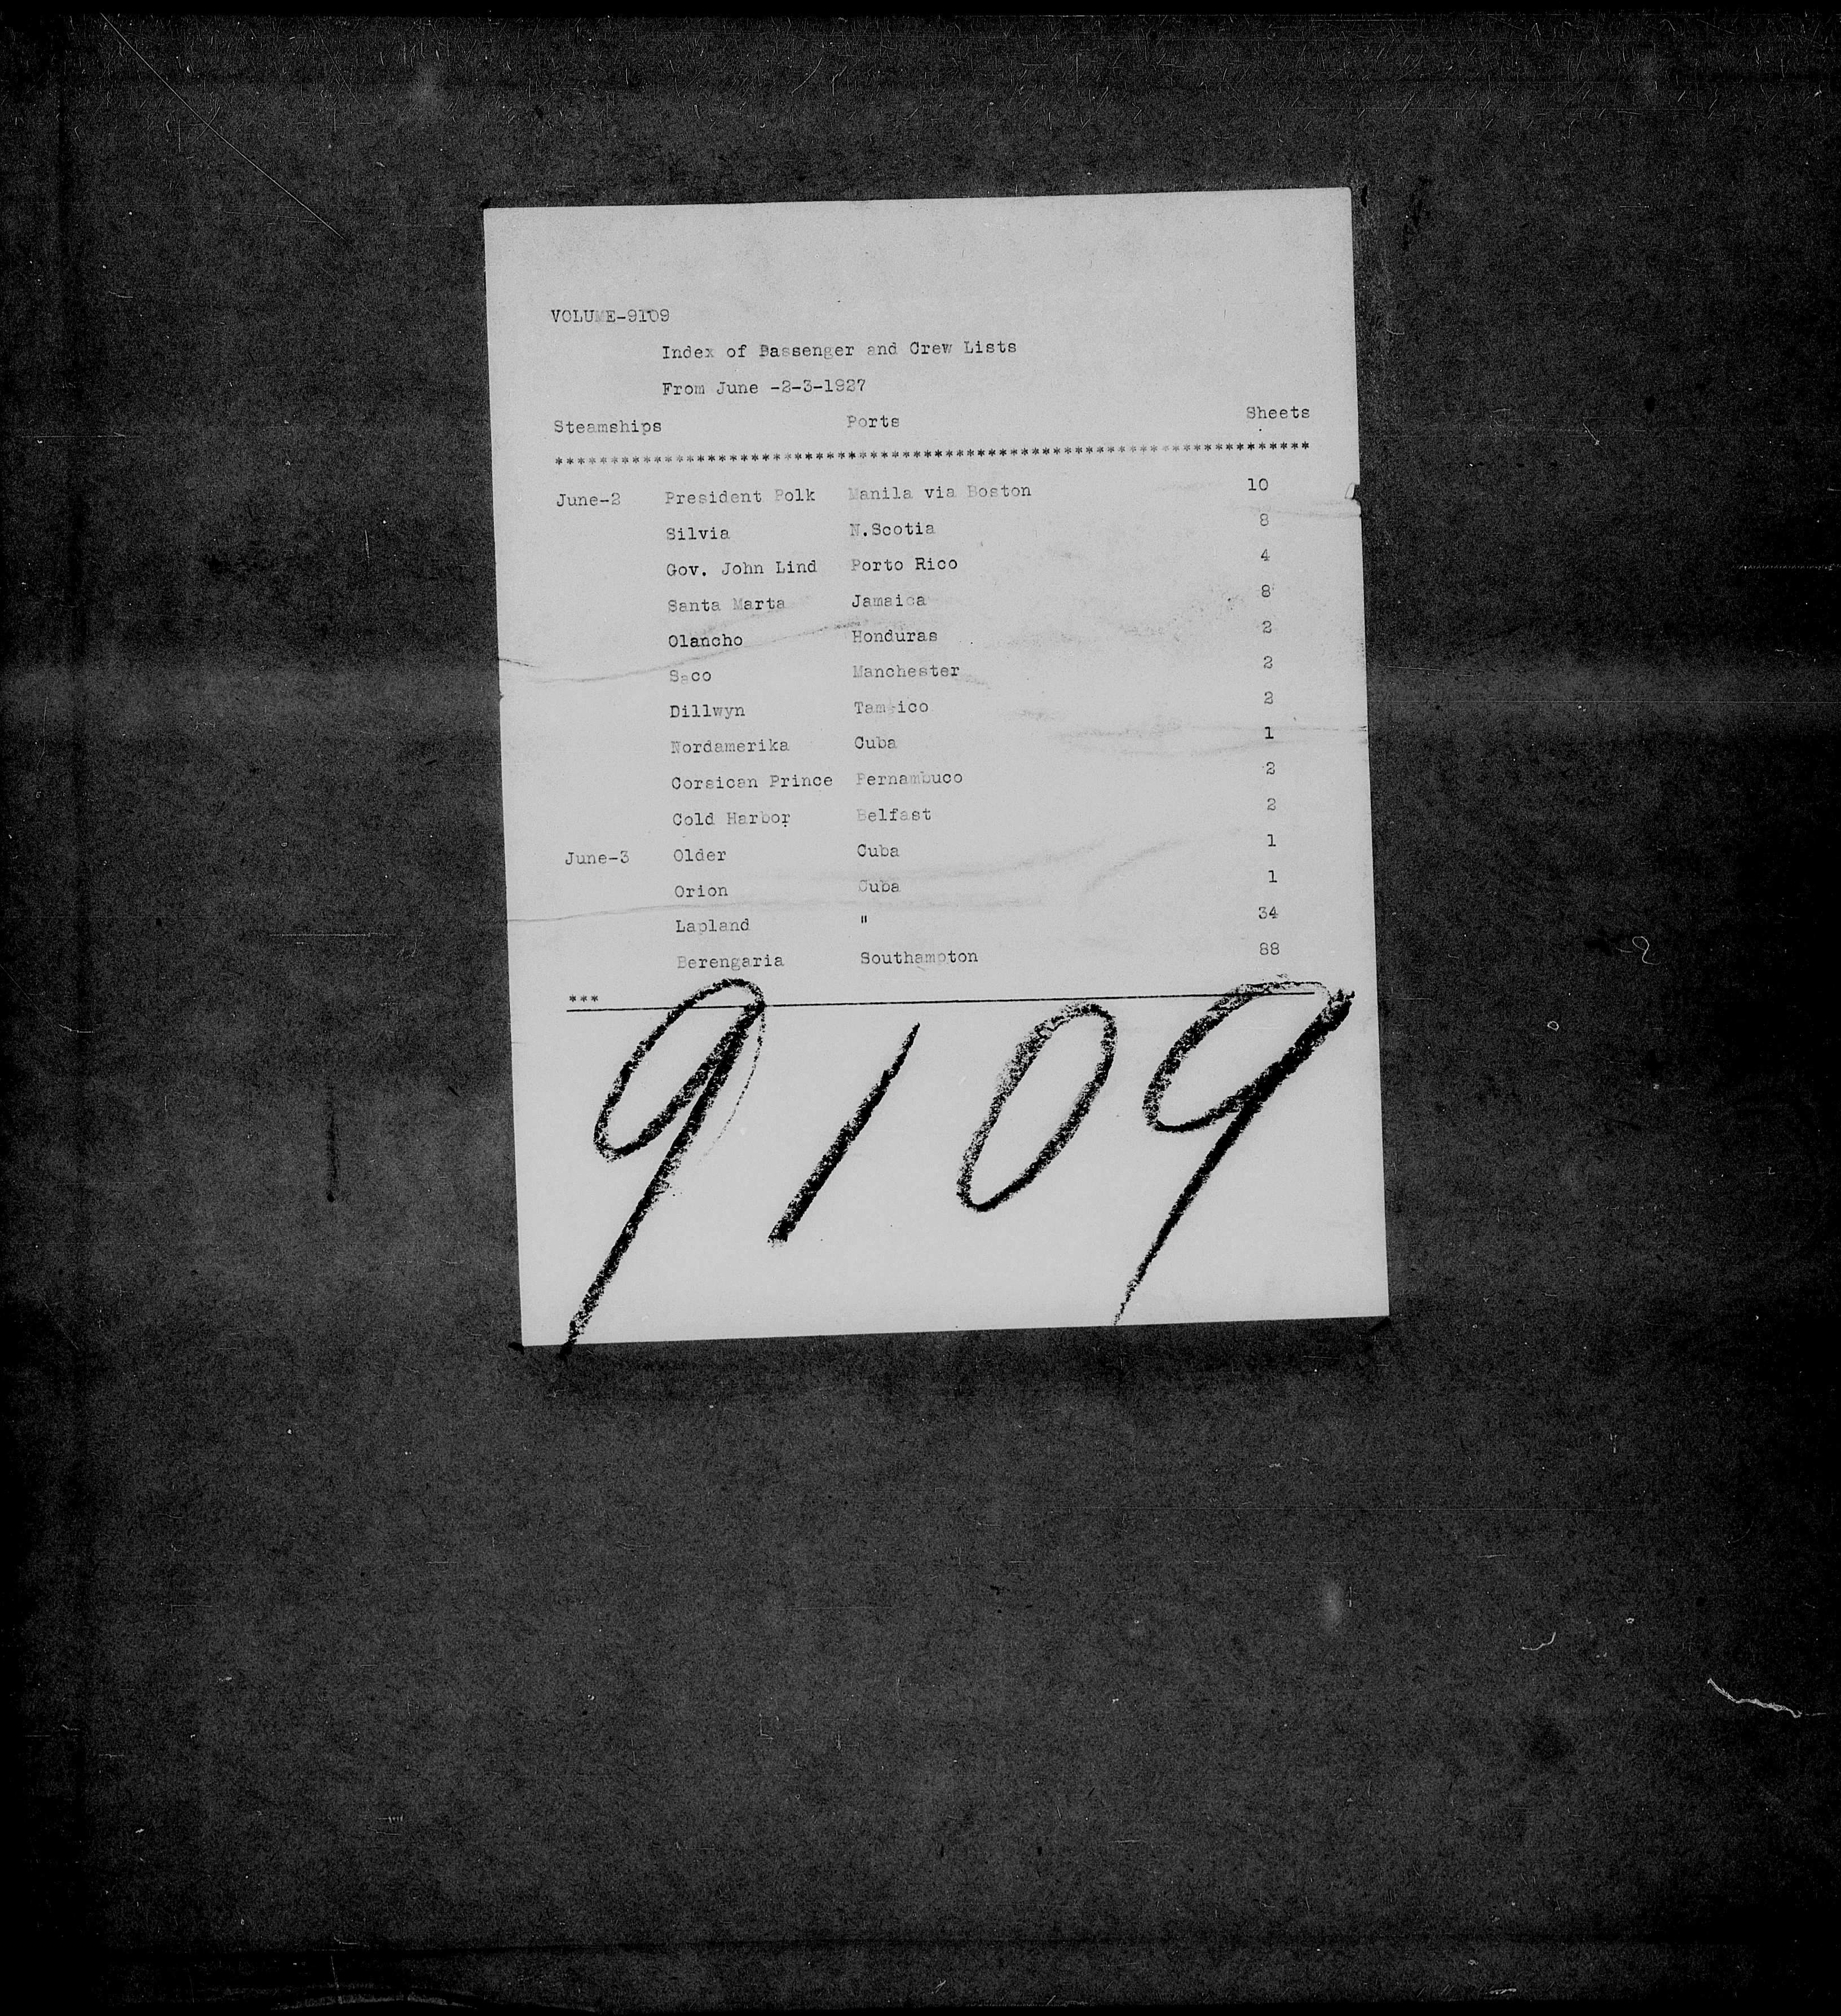 VOLUME-9109
Index of Passenger and Crew Lists
From June -2-3-1927
Steamships Ports Sheets
**********************************************************************
June-2 President Polk Manila via Boston 10
Silvia N.Scotia 8
Gov. John Lind Porto Rico 4
Santa Marta Jamaica 8
Olancho Honduras 2
Saco Manchester 2
Dillwyn Tampico 2
Nordamerika Cuba 1
Corsican Prince Pernambuco 2
Cold Harbor Belfast 2
June-3 Older Cuba 1
Orion Cuba 1
Lapland " 34
Berengaria Southampton 88
***
9109